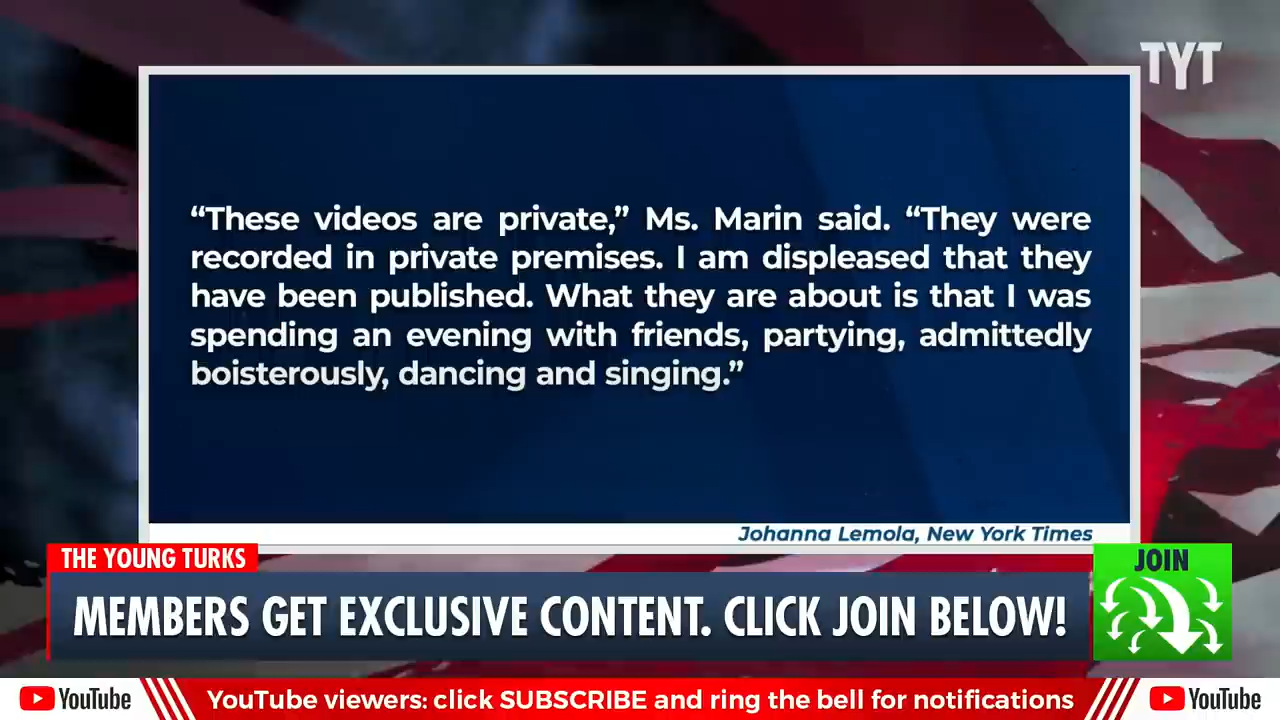 TYT
“These videos are private,” Ms. Marin said. “They were
recorded in private premises. I am displeased that they
have been published. What they are about is that I was
spending an evening with friends, partying, admittedly
boisterously, dancing and singing.”
Johanna Lemola, New York Times
THE YOUNG TURKS
JOIN
MEMBERS GET EXCLUSIVE CONTENT. CLICK JOIN BELOW!
YouTube YouTube viewers: click SUBSCRIBE and ring the bell for notifications YouTube